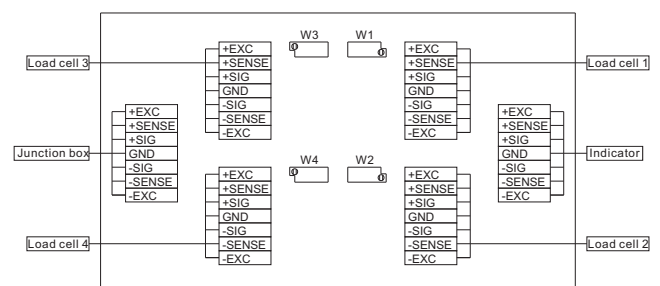 W3
W1
+EXC
+SENSE
+SIG
GND
-SIG
-SENSE
-EXC
+EXC
+SENSE
+SIG
GND
-SIG
-SENSE
-EXC
Load cell 3
Load cell 1
+EXC
+SENSE
+SIG
GND
-SIG
-SENSE
-EXC
+EXC
+SENSE
+SIG
GND
-SIG
-SENSE
-EXC
Junction box
Indicator
W4
W2
+EXC
+SENSE
+SIG
GND
-SIG
-SENSE
-EXC
+EXC
+SENSE
+SIG
GND
-SIG
-SENSE
-EXC
Load cell 4
Load cell 2